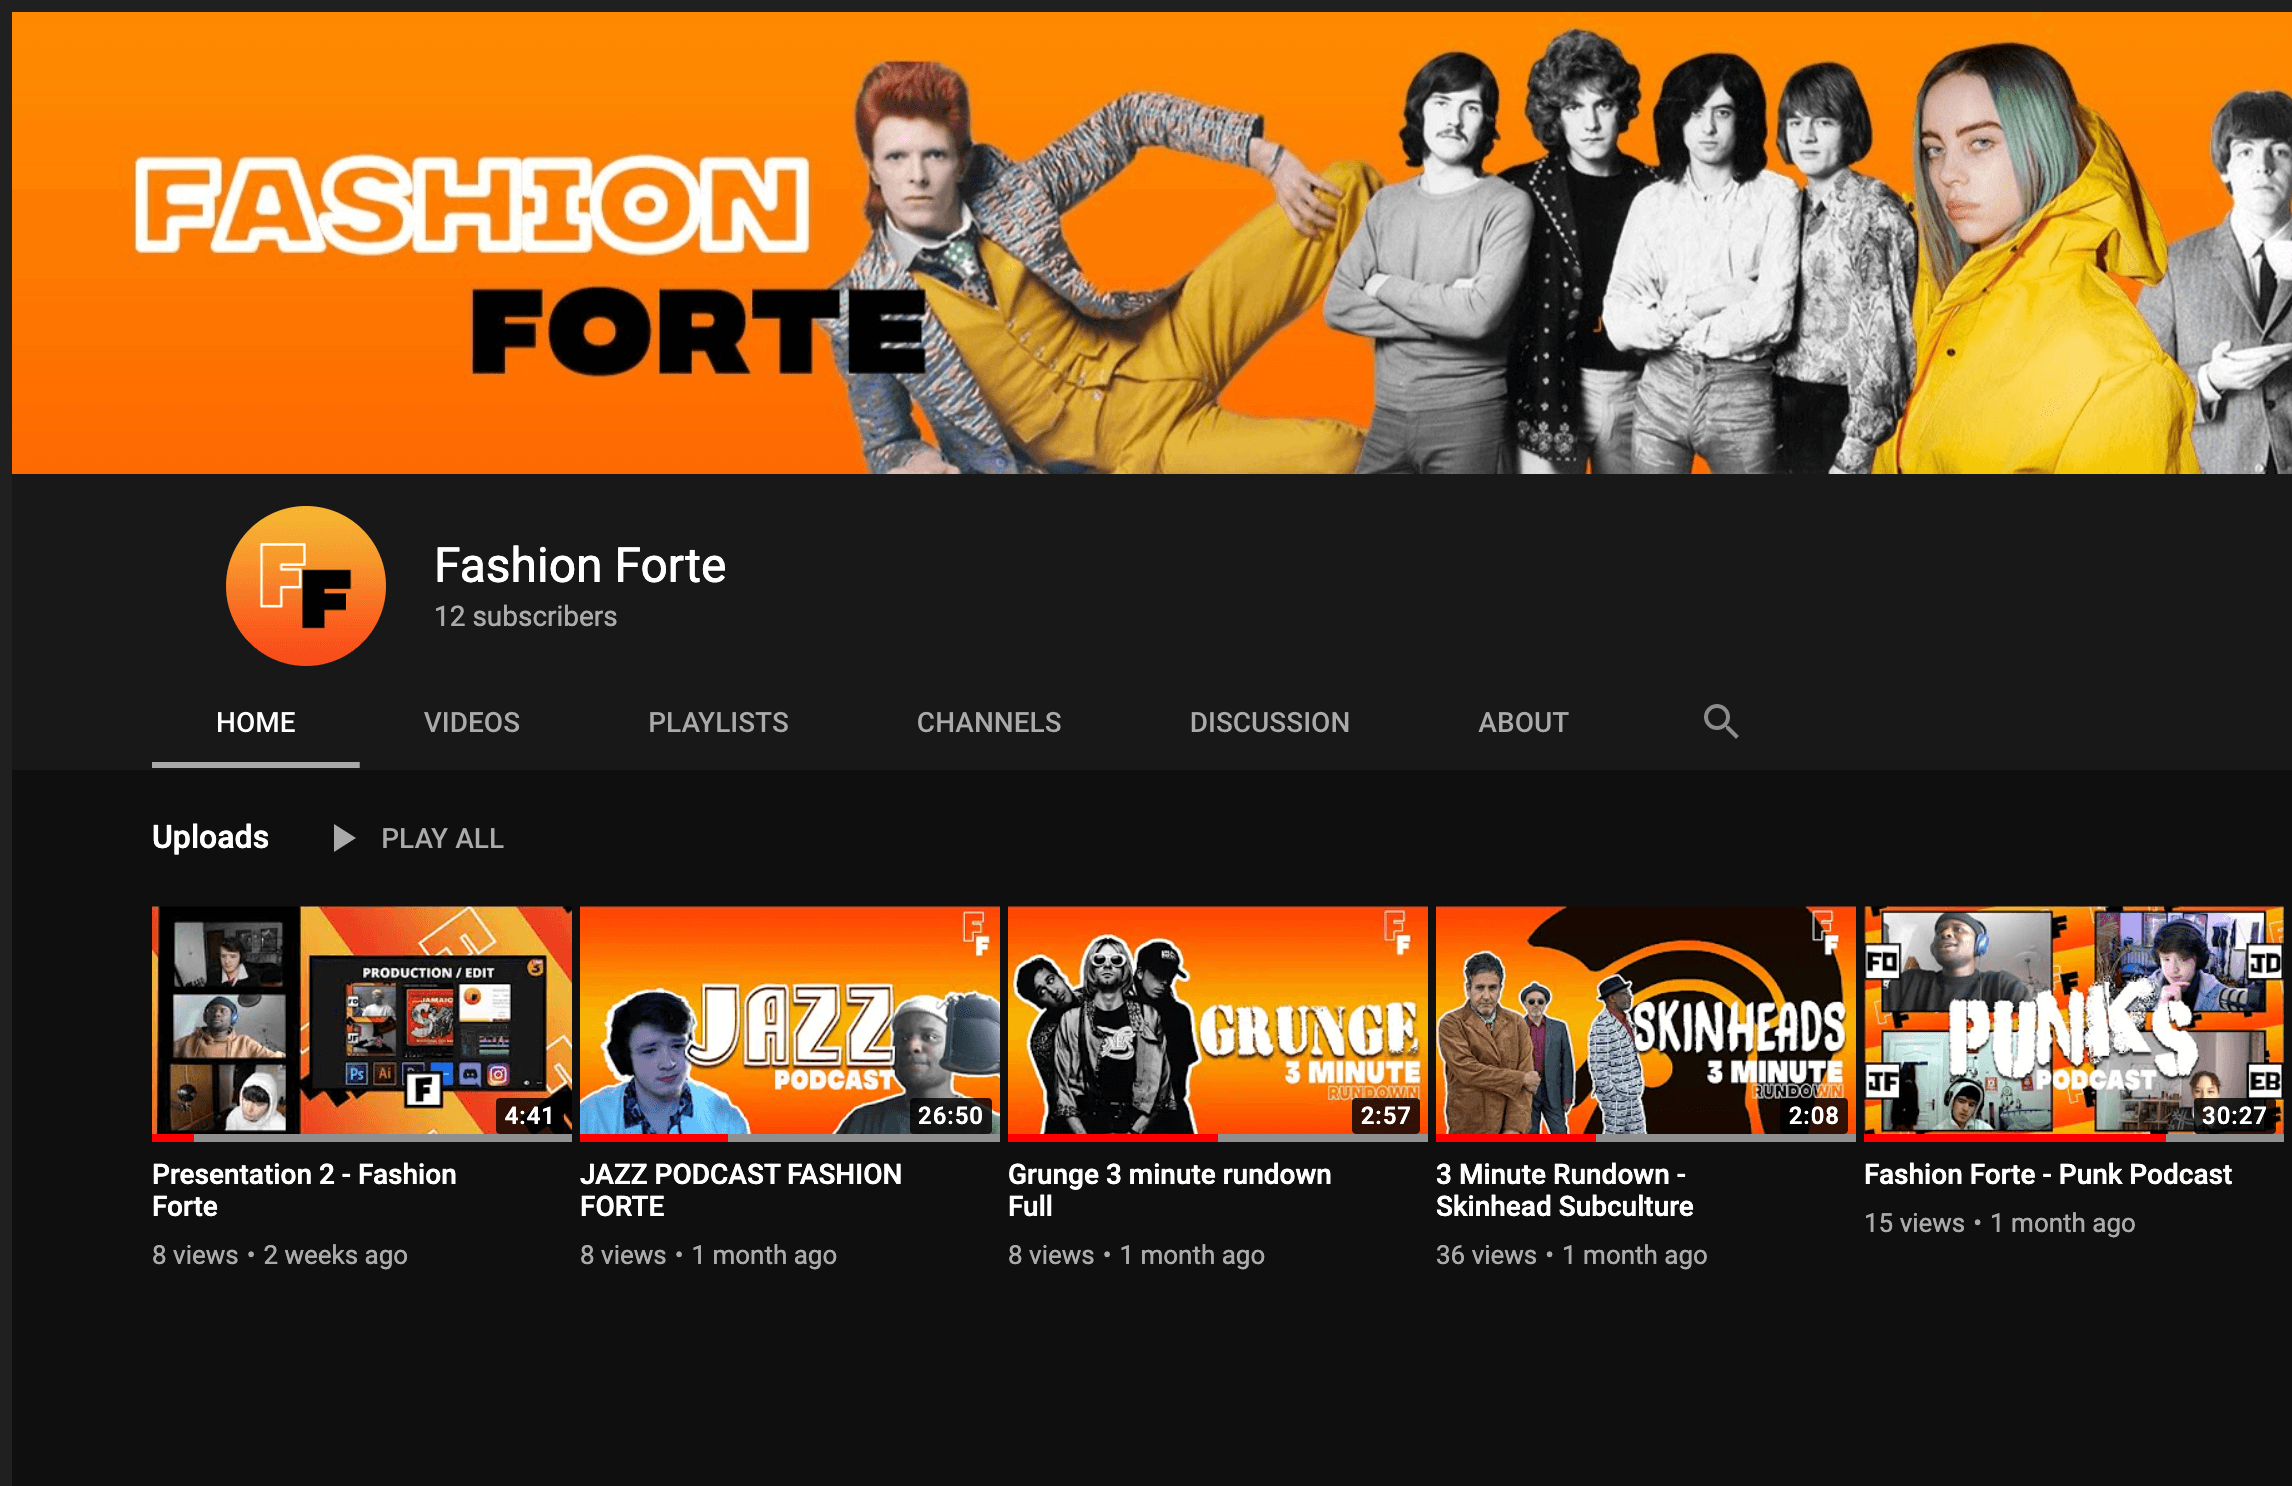 FASHION
FORTE
FF
Fashion Forte
12 subscribers
HOME
VIDEOS
PLAYLISTS
CHANNELS
DISCUSSION
ABOUT
Uploads
PLAY ALL
PRODUCTION / EDIT
Ps
Ai
F
4:41
Presentation 2 - Fashion
Forte
8 views • 2 weeks ago
FF
JAZZ
PODCAST
26:50
JAZZ PODCAST FASHION
FORTE
8 views • 1 month ago
FF
GRUNGE
3 MINUTE
RUNDOWN
2:57
Grunge 3 minute rundown
Full
8 views • 1 month ago
FF
SKINHEADS
3 MINUTE
RUNDOWN
2:08
3 Minute Rundown -
Skinhead Subculture
36 views • 1 month ago
FO
JD
PUNKS
PODCAST
JF
EB
30:27
Fashion Forte - Punk Podcast
15 views • 1 month ago